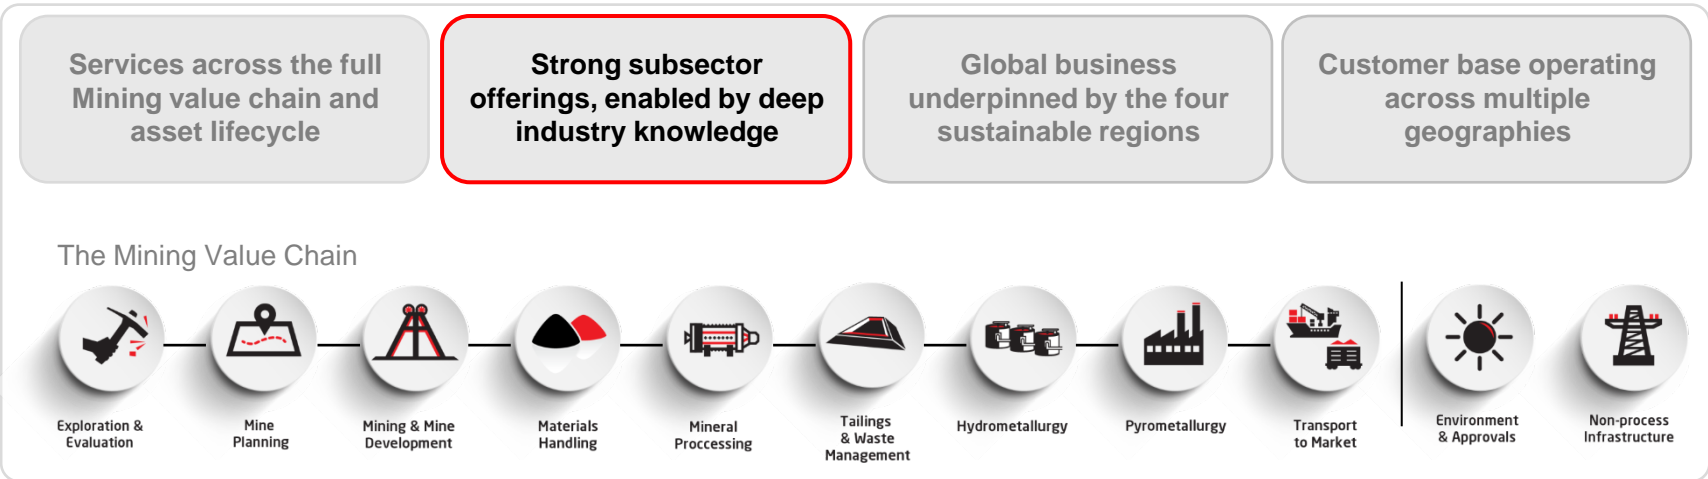 Services across the full
Mining value chain and
asset lifecycle
Strong subsector
offerings, enabled by deep
industry knowledge
Global business
underpinned by the four
sustainable regions
Customer base operating
across multiple
geographies
The Mining Value Chain
Exploration &
Evaluation
Mine
Planning
Mining & Mine
Development
Materials
Handling
Mineral
Proccessing
Tailings
& Waste
Management
Hydrometallurgy
Pyrometallurgy
Transport
to Market
Environment
& Approvals
Non-process
Infrastructure